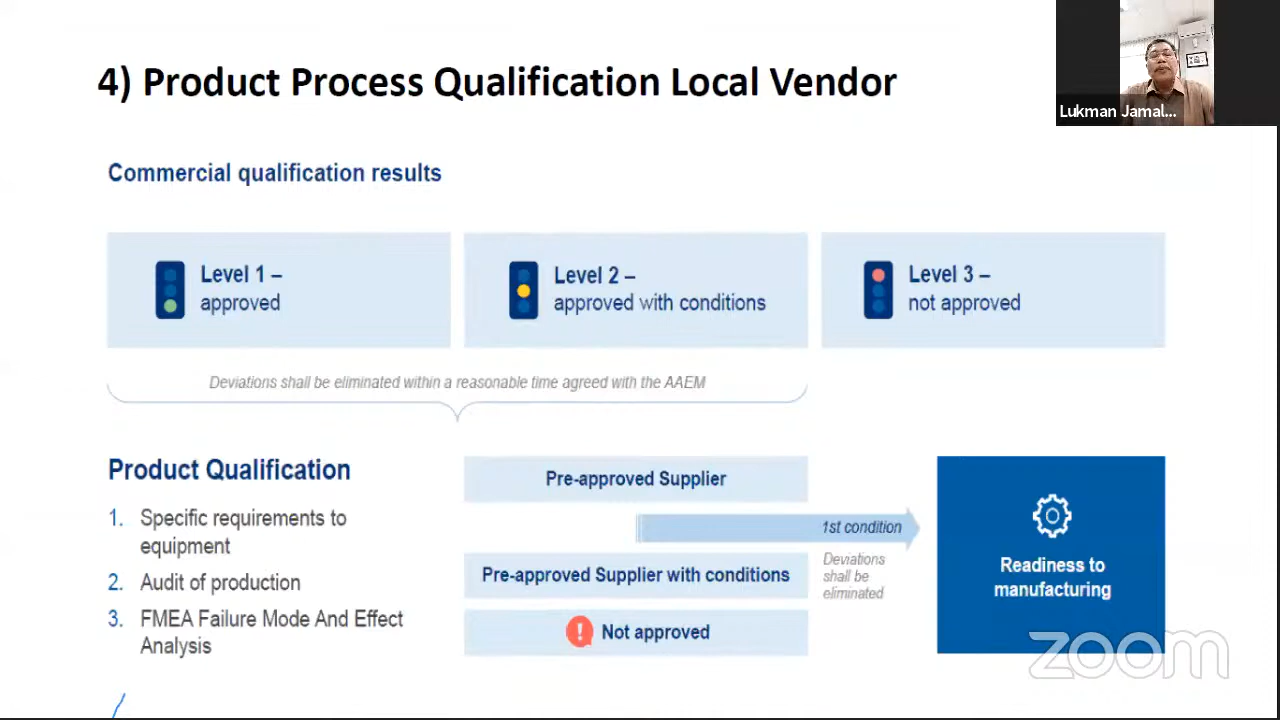 4) Product Process Qualification Local Vendor
Lukman Jamal...
Commercial qualification results
Level 1 –
approved
Level 2 –
approved with conditions
Level 3 –
not approved
Deviations shall be eliminated within a reasonable time agreed with the AAEM
Product Qualification
1. Specific requirements to
equipment
2. Audit of production
3. FMEA Failure Mode And Effect
Analysis
Pre-approved Supplier
1st condition
Pre-approved Supplier with conditions
Deviations
shall be
eliminated
! Not approved
Readiness to
manufacturing
zoom